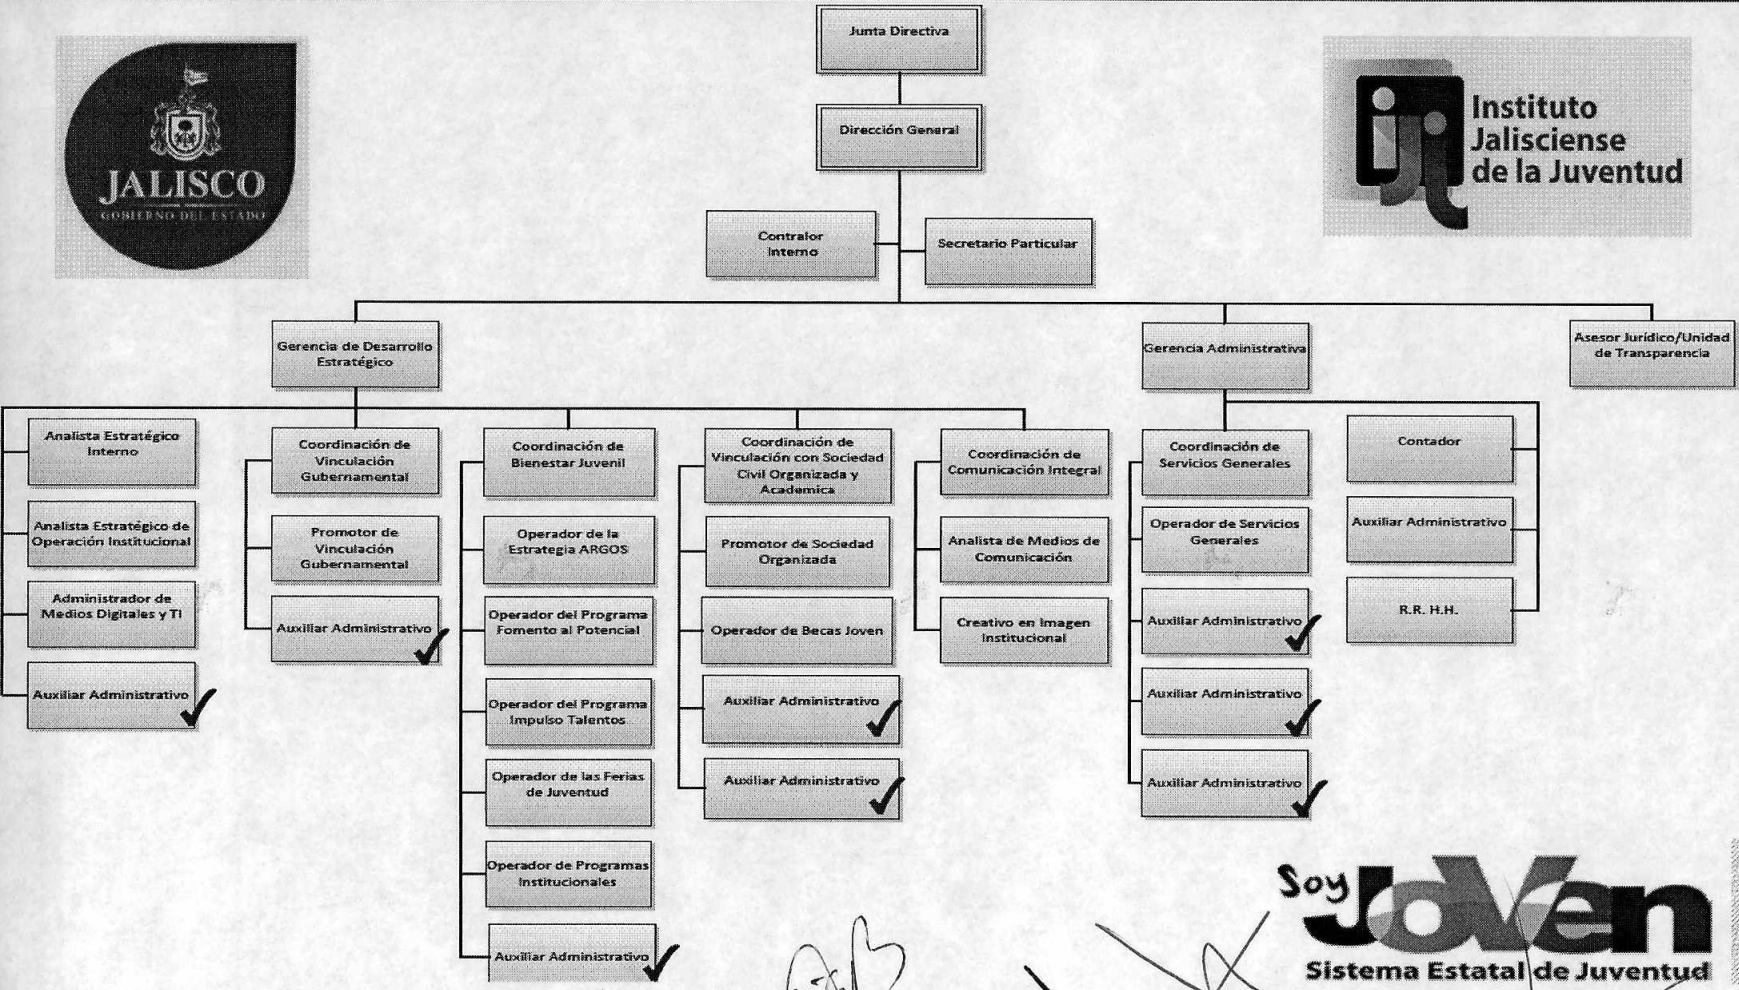 Junta Directiva
Dirección General
JALISCO
GOBIERNO DEL ESTADO
Instituto
Jalisciense
de la Juventud
Contralor
Interno
Secretario Particular
Gerencia de Desarrollo
Estratégico
Gerencia Administrativa
Asesor Jurídico/Unidad
de Transparencia
Analista Estratégico
Interno
Analista Estratégico de
Operación Institucional
Administrador de
Medios Digitales y TI
Auxiliar Administrativo
Coordinación de
Vinculación
Gubernamental
Promotor de
Vinculación
Gubernamental
Auxiliar Administrativo
Coordinación de
Bienestar Juvenil
Operador de la
Estrategia ARGOS
Operador del Programa
Fomento al Potencial
Operador del Programa
Impulso Talentos
Operador de las Ferias
de Juventud
Operador de Programas
Institucionales
Auxiliar Administrativo
Coordinación de
Vinculación con Sociedad
Civil Organizada y
Academica
Promotor de Sociedad
Organizada
Operador de Becas Joven
Auxiliar Administrativo
Auxiliar Administrativo
Coordinación de
Comunicación Integral
Analista de Medios de
Comunicación
Creativo en Imagen
Institucional
Coordinación de
Servicios Generales
Operador de Servicios
Generales
Auxiliar Administrativo
Auxiliar Administrativo
Auxiliar Administrativo
Contador
Auxiliar Administrativo
R.R. H.H.
Soy
JoVen
Sistema Estatal de Juventud